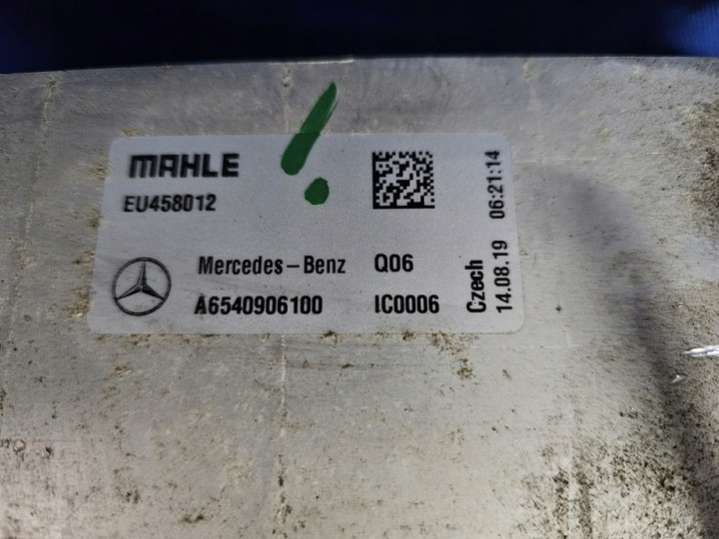 MAHLE
EU458012
Mercedes-Benz Q06
A6540906100 IC0006
Czech
14.08.19 06:21:14
!